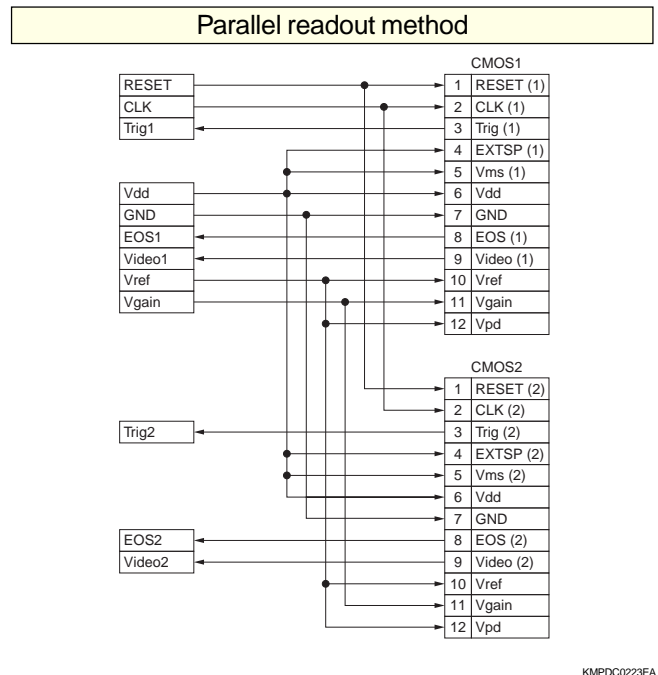 Parallel readout method
CMOS1
RESET 1 RESET (1)
CLK 2 CLK (1)
Trig1 3 Trig (1)
4 EXTSP (1)
5 Vms (1)
Vdd 6 Vdd
GND 7 GND
EOS1 8 EOS (1)
Video1 9 Video (1)
Vref 10 Vref
Vgain 11 Vgain
12 Vpd
CMOS2
1 RESET (2)
2 CLK (2)
Trig2 3 Trig (2)
4 EXTSP (2)
5 Vms (2)
6 Vdd
7 GND
EOS2 8 EOS (2)
Video2 9 Video (2)
10 Vref
11 Vgain
12 Vpd
KMPDC0223EA